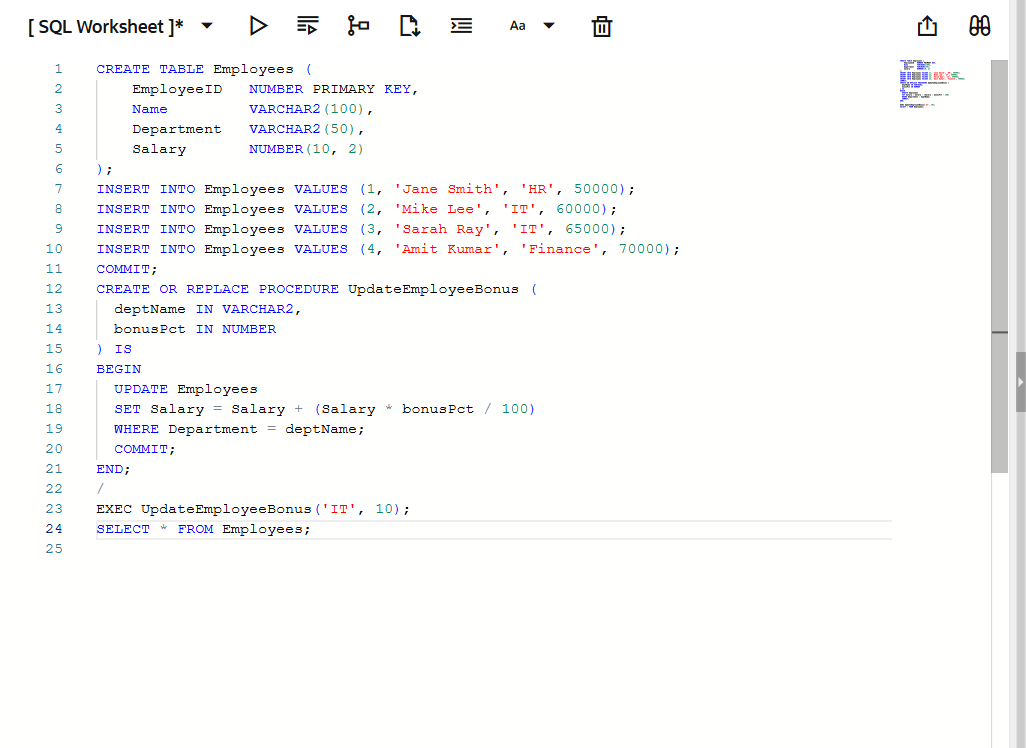 [ SQL Worksheet ]* Aa
1 CREATE TABLE Employees (
2     EmployeeID   NUMBER PRIMARY KEY,
3     Name         VARCHAR2(100),
4     Department   VARCHAR2(50),
5     Salary       NUMBER(10, 2)
6 );
7 INSERT INTO Employees VALUES (1, 'Jane Smith', 'HR', 50000);
8 INSERT INTO Employees VALUES (2, 'Mike Lee', 'IT', 60000);
9 INSERT INTO Employees VALUES (3, 'Sarah Ray', 'IT', 65000);
10 INSERT INTO Employees VALUES (4, 'Amit Kumar', 'Finance', 70000);
11 COMMIT;
12 CREATE OR REPLACE PROCEDURE UpdateEmployeeBonus (
13   deptName IN VARCHAR2,
14   bonusPct IN NUMBER
15 ) IS
16 BEGIN
17   UPDATE Employees
18   SET Salary = Salary + (Salary * bonusPct / 100)
19   WHERE Department = deptName;
20   COMMIT;
21 END;
22 /
23 EXEC UpdateEmployeeBonus('IT', 10);
24 SELECT * FROM Employees;
25